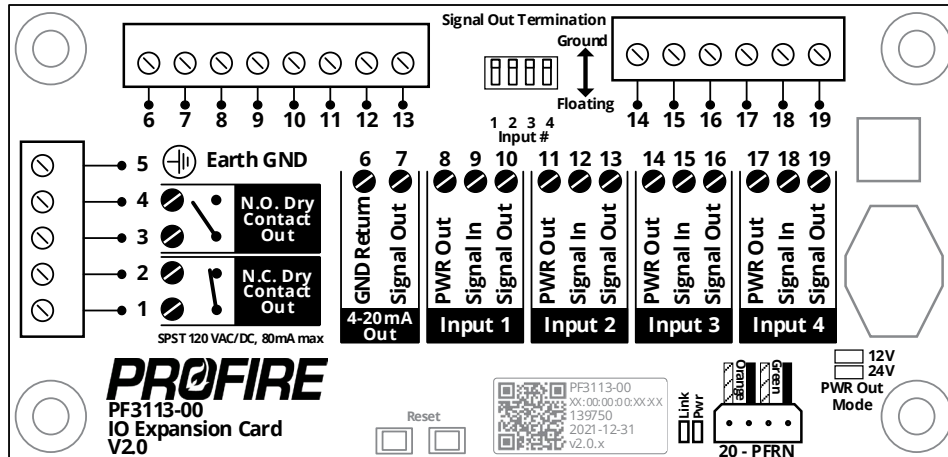 Signal Out Termination
Ground
Floating
6 7 8 9 10 11 12 13
14 15 16 17 18 19
1 2 3 4
Input #
5
Earth GND
4
3
N.O. Dry
Contact
Out
2
1
N.C. Dry
Contact
Out
SPST 120 VAC/DC, 80mA max
6 7 8 9 10 11 12 13 14 15 16 17 18 19
GND Return
Signal Out
4-20mA
Out
PWR Out
Signal In
Signal Out
Input 1
PWR Out
Signal In
Signal Out
Input 2
PWR Out
Signal In
Signal Out
Input 3
PWR Out
Signal In
Signal Out
Input 4
12V
24V
PWR Out
Mode
PROFIRE
PF3113-00
IO Expansion Card
V2.0
Reset
PF3113-00
XX:00:00:00:XX:XX
139750
2021-12-31
v2.0.x
Link
Pwr
Orange
Green
20 - PFRN